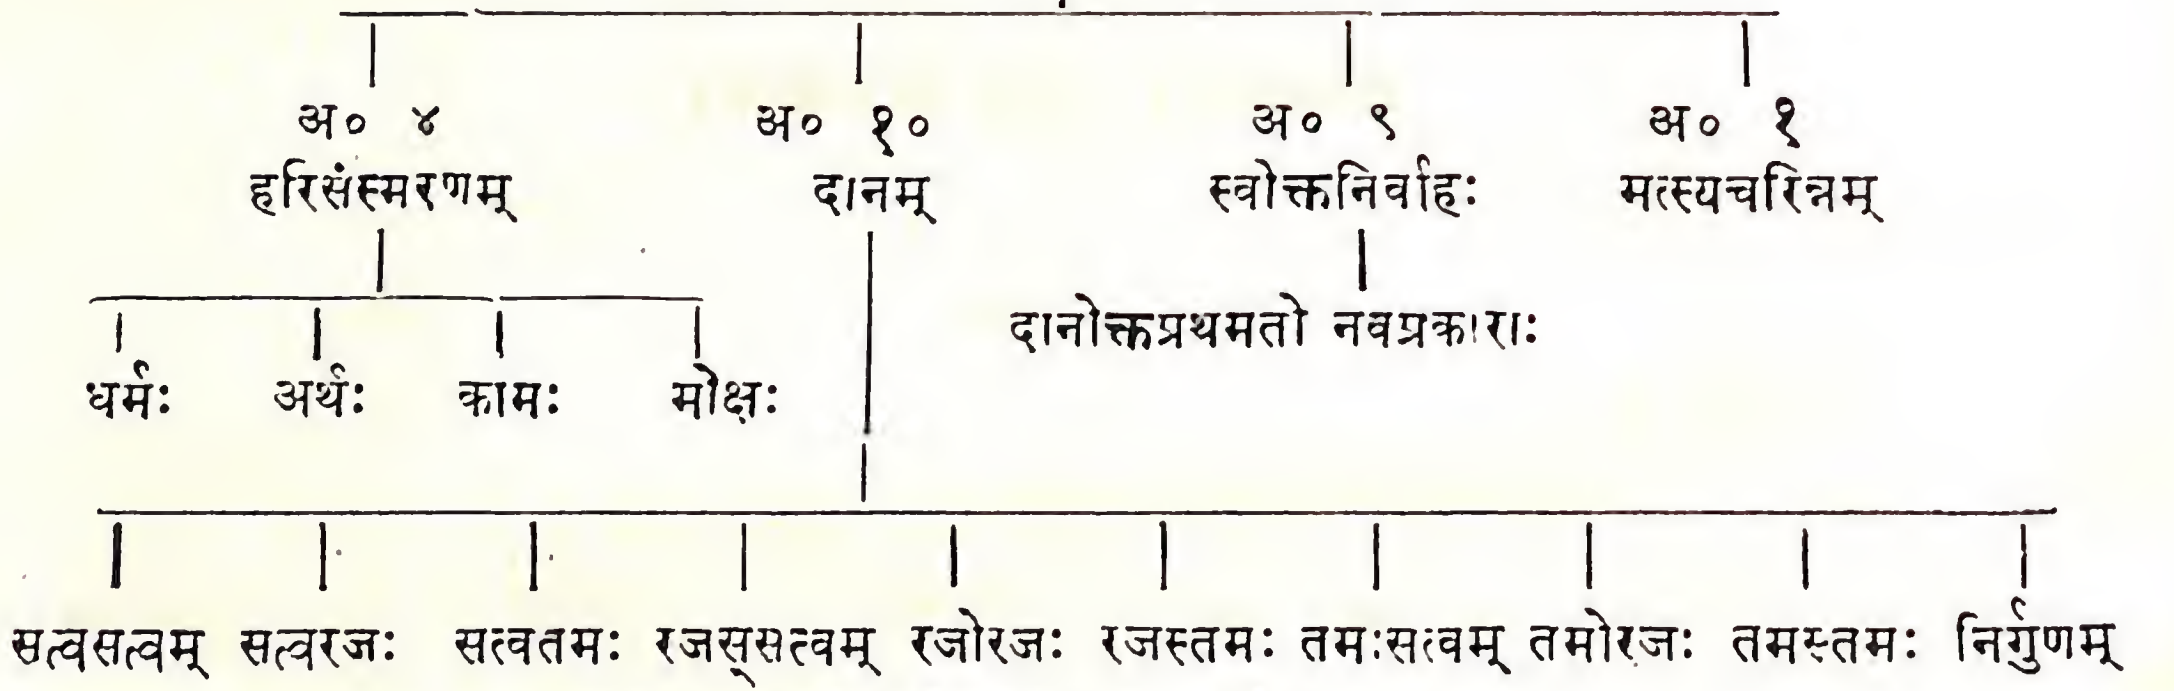 अ० ४ अ० १० अ० ९ अ० १
हरिसंस्मरणम् दानम् स्वोक्तनिर्वाहः मत्स्यचरित्रम्
दानोक्तप्रथमतो नवप्रकाराः
धर्मः अर्थः कामः मोक्षः
सत्वसत्वम् सत्वरजः सत्वतमः रजस्सत्वम् रजोरजः रजस्तमः तमःसत्वम् तमोरजः तमस्तमः निर्गुणम्